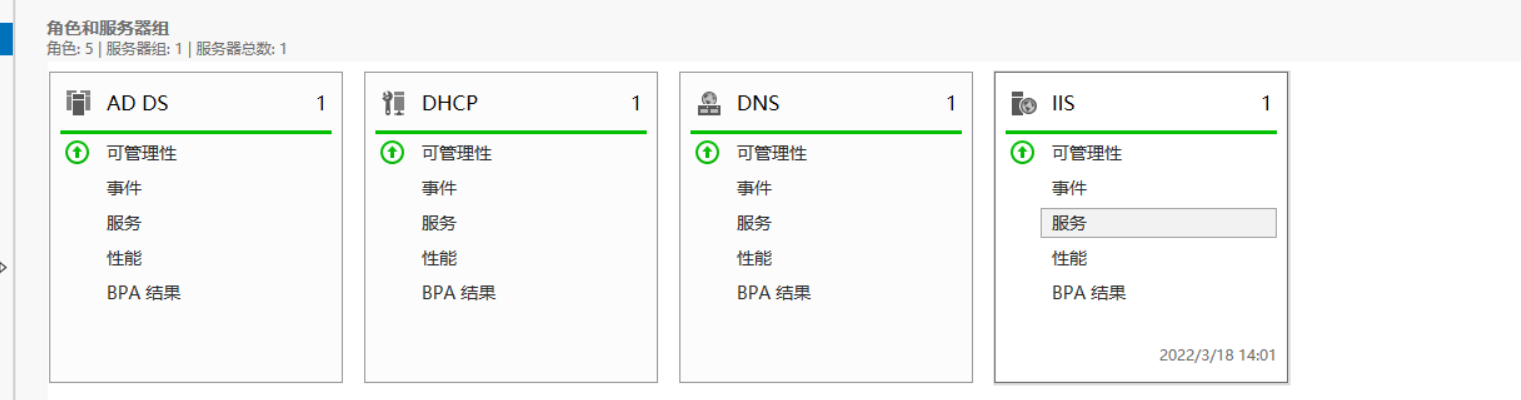 角色和服务器组
角色: 5 | 服务器组: 1 | 服务器总数: 1
AD DS 1
可管理性
事件
服务
性能
BPA 结果
DHCP 1
可管理性
事件
服务
性能
BPA 结果
DNS 1
可管理性
事件
服务
性能
BPA 结果
IIS 1
可管理性
事件
服务
性能
BPA 结果
2022/3/18 14:01